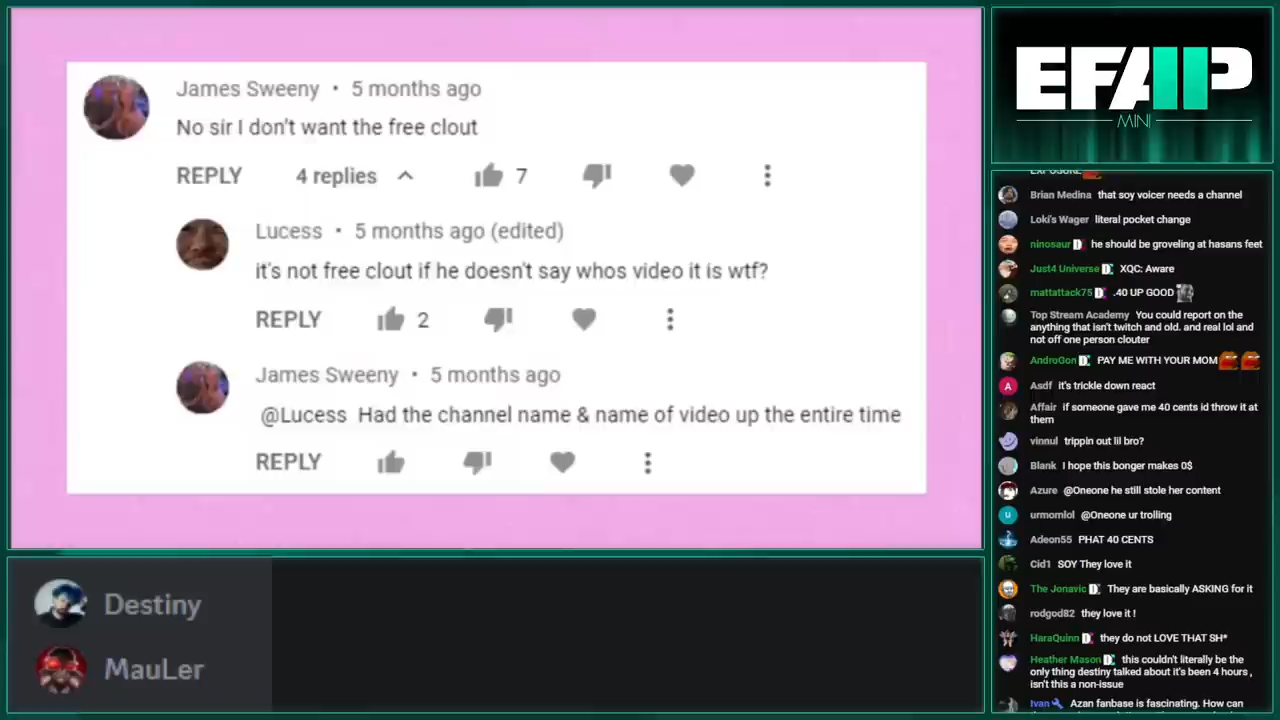 James Sweeny • 5 months ago
No sir I don't want the free clout
REPLY 4 replies 7
Lucess • 5 months ago (edited)
it's not free clout if he doesn't say whos video it is wtf?
REPLY 2
James Sweeny • 5 months ago
@Lucess Had the channel name & name of video up the entire time
REPLY
Destiny
MauLer
EFAP
MINI
EXPOSURE
Brian Medina that soy voicer needs a channel
Loki's Wager literal pocket change
ninosaur he should be groveling at hasans feet
Just4 Universe XQC: Aware
mattattack75 .40 UP GOOD
Top Stream Academy You could report on the
anything that isn't twitch and old. and real lol and
not off one person clouter
AndroGon PAY ME WITH YOUR MOM
Asdf it's trickle down react
Affair if someone gave me 40 cents id throw it at
them
vinnul trippin out lil bro?
Blank I hope this bonger makes 0$
Azure @Oneone he still stole her content
urmomlol @Oneone ur trolling
Adeon55 PHAT 40 CENTS
Cid1 SOY They love it
The Jonavic They are basically ASKING for it
rodgod82 they love it !
HaraQuinn they do not LOVE THAT SH*
Heather Mason this couldn't literally be the
only thing destiny talked about it's been 4 hours ,
isn't this a non-issue
Ivan Azan fanbase is fascinating. How can